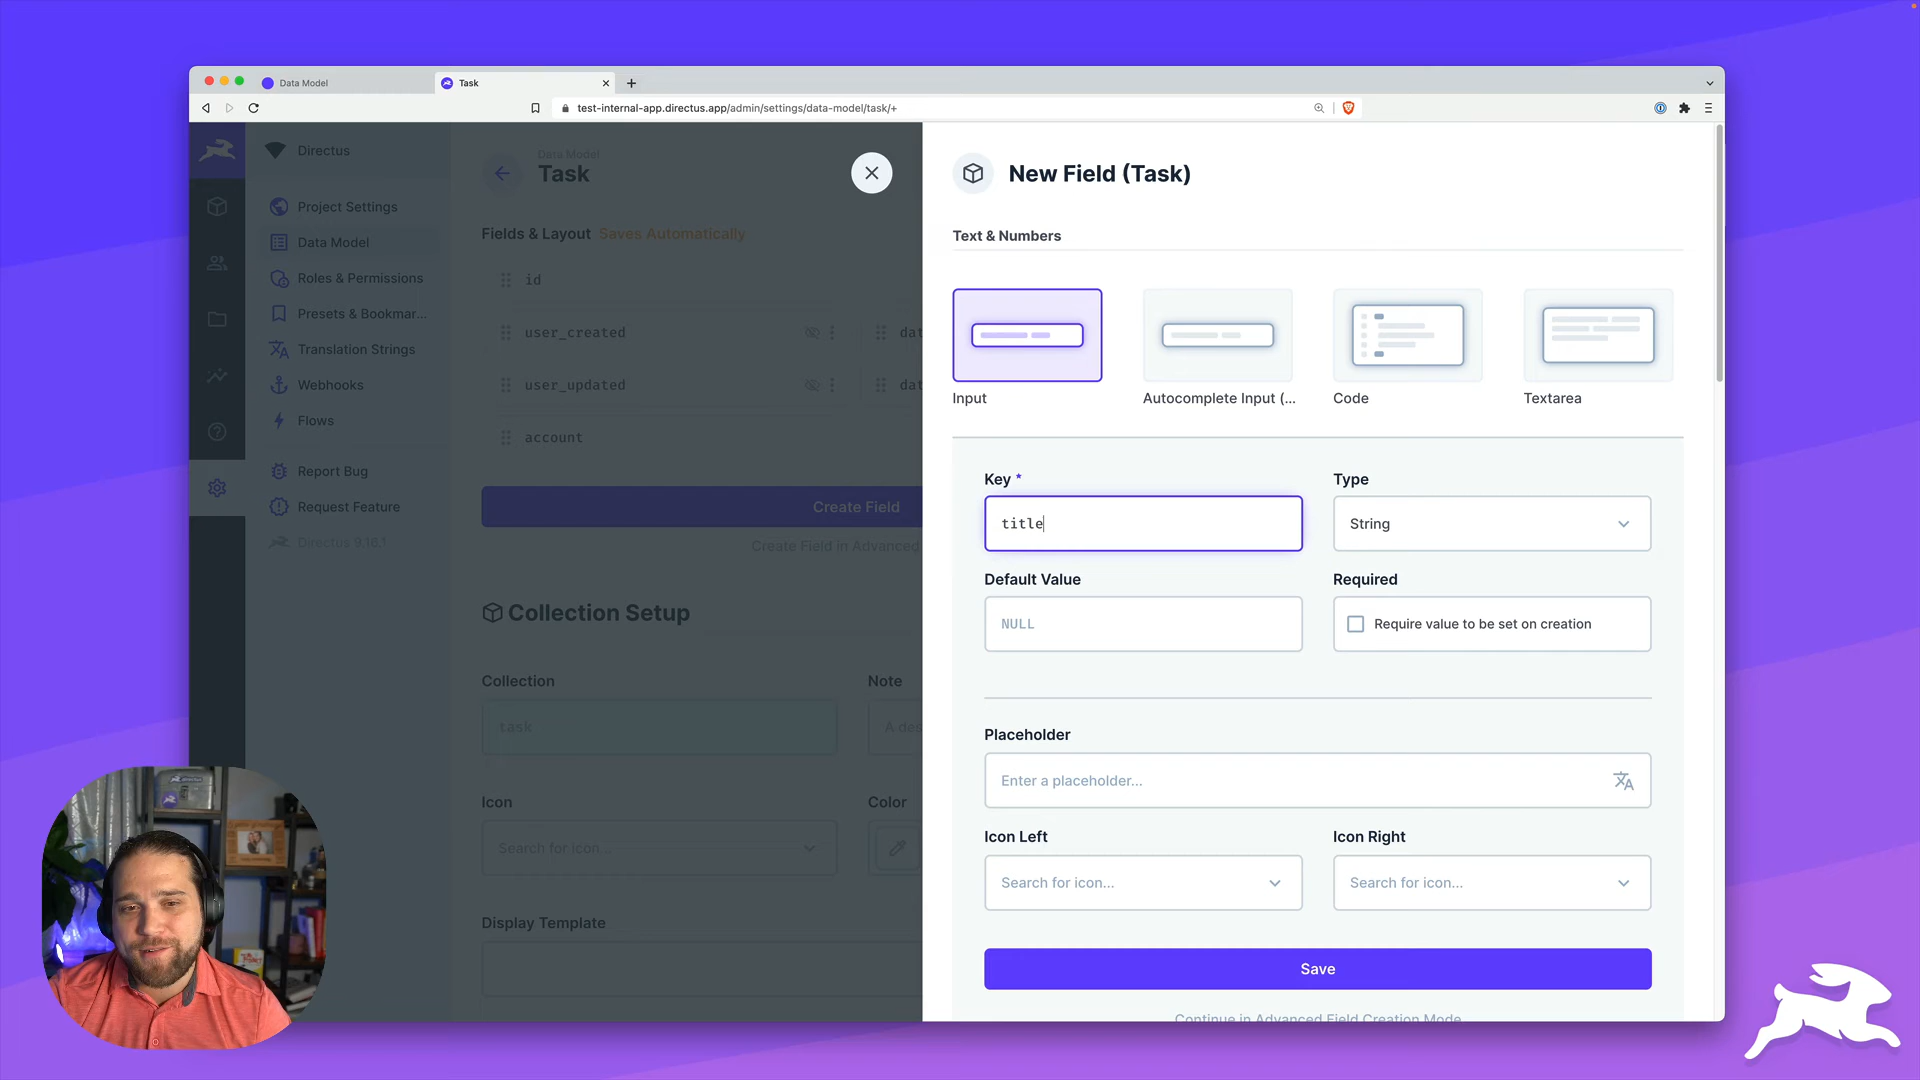 Data Model
Task
test-internal-app.directus.app/admin/settings/data-model/task/+
Directus
Project Settings
Data Model
Roles & Permissions
Presets & Bookmar...
Translation Strings
Webhooks
Flows
Report Bug
Request Feature
Directus 9.16.1
Data Model
Task
Fields & Layout Saves Automatically
id
user_created
dat
user_updated
dat
account
Create Field
Create Field in Advanced
Collection Setup
Collection
Note
task
A des
Icon
Color
Search for icon...
Display Template
New Field (Task)
Text & Numbers
Input
Autocomplete Input (...
Code
Textarea
Key *
Type
title
String
Default Value
Required
NULL
Require value to be set on creation
Placeholder
Enter a placeholder...
Icon Left
Icon Right
Search for icon...
Search for icon...
Save
Continue in Advanced Field Creation Mode